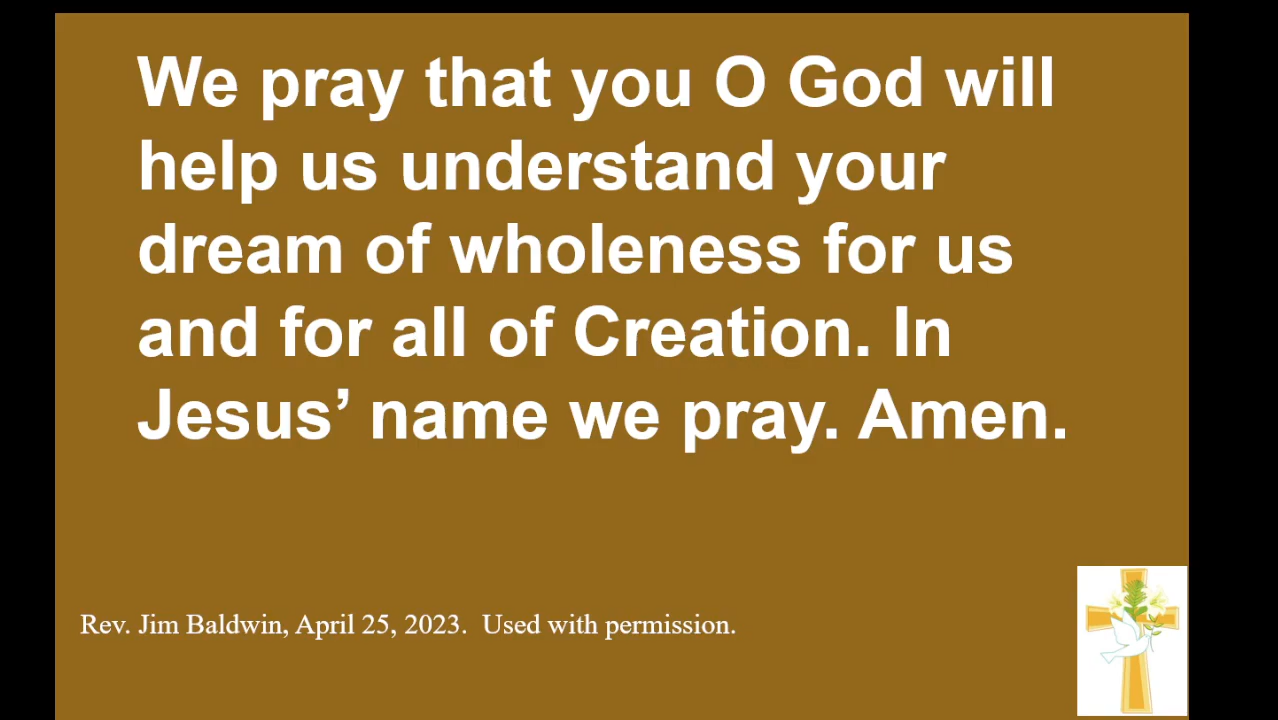 We pray that you O God will
help us understand your
dream of wholeness for us
and for all of Creation. In
Jesus’ name we pray. Amen.
Rev. Jim Baldwin, April 25, 2023.  Used with permission.